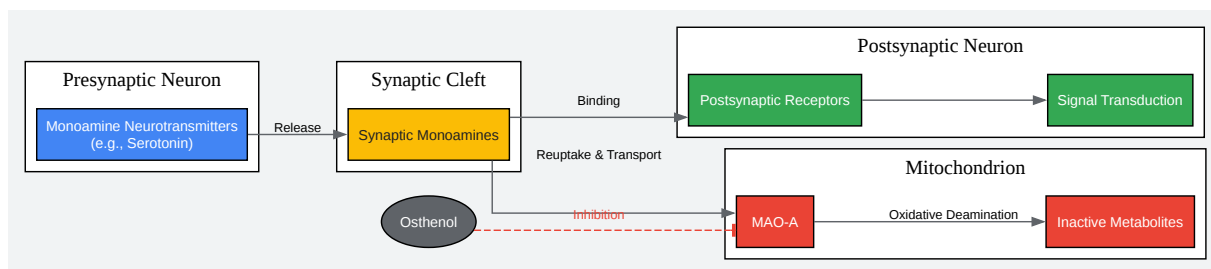 Presynaptic Neuron
Monoamine Neurotransmitters
(e.g., Serotonin)
Release
Synaptic Cleft
Synaptic Monoamines
Binding
Reuptake & Transport
Postsynaptic Neuron
Postsynaptic Receptors
Signal Transduction
Osthenol
Inhibition
Mitochondrion
MAO-A
Oxidative Deamination
Inactive Metabolites